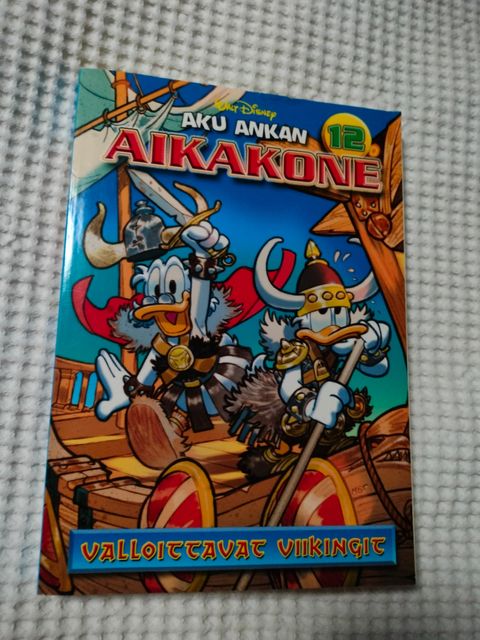 Walt Disney
AKU ANKAN
12
AIKAKONE
VALLOITTAVAT VIIKINGIT